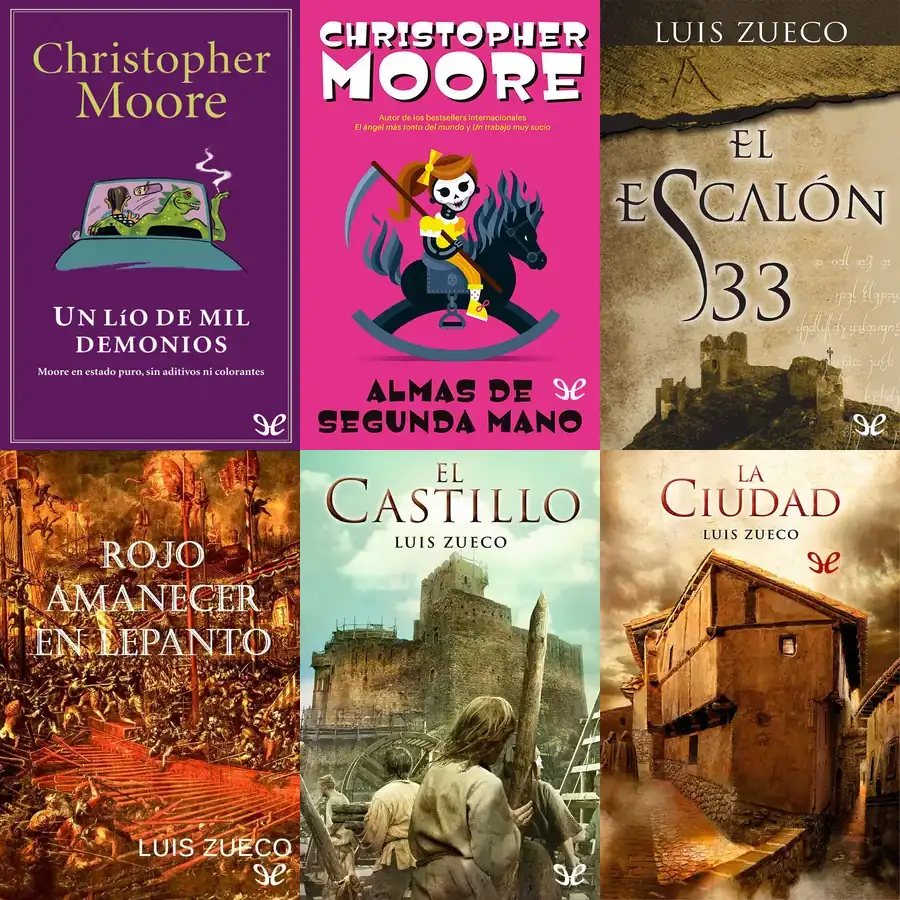 Christopher
Moore
UN LÍO DE MIL
DEMONIOS
Moore en estado puro, sin aditivos ni colorantes
CHRISTOPHER
MOORE
Autor de los bestsellers internacionales
El ángel más tonto del mundo y Un trabajo muy sucio
ALMAS DE
SEGUNDA MANO
LUIS ZUECO
EL
ESCALÓN
33
ROJO
AMANECER
EN LEPANTO
LUIS ZUECO
EL
CASTILLO
LUIS ZUECO
LA
CIUDAD
LUIS ZUECO